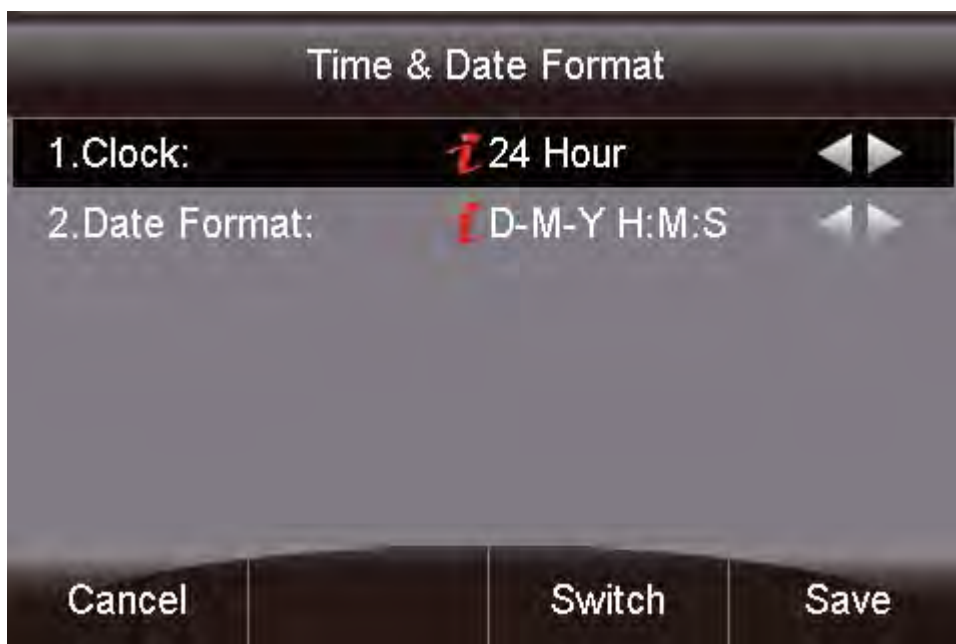 Time & Date Format
1.Clock: i 24 Hour
2.Date Format: i D-M-Y H:M:S
Cancel Switch Save